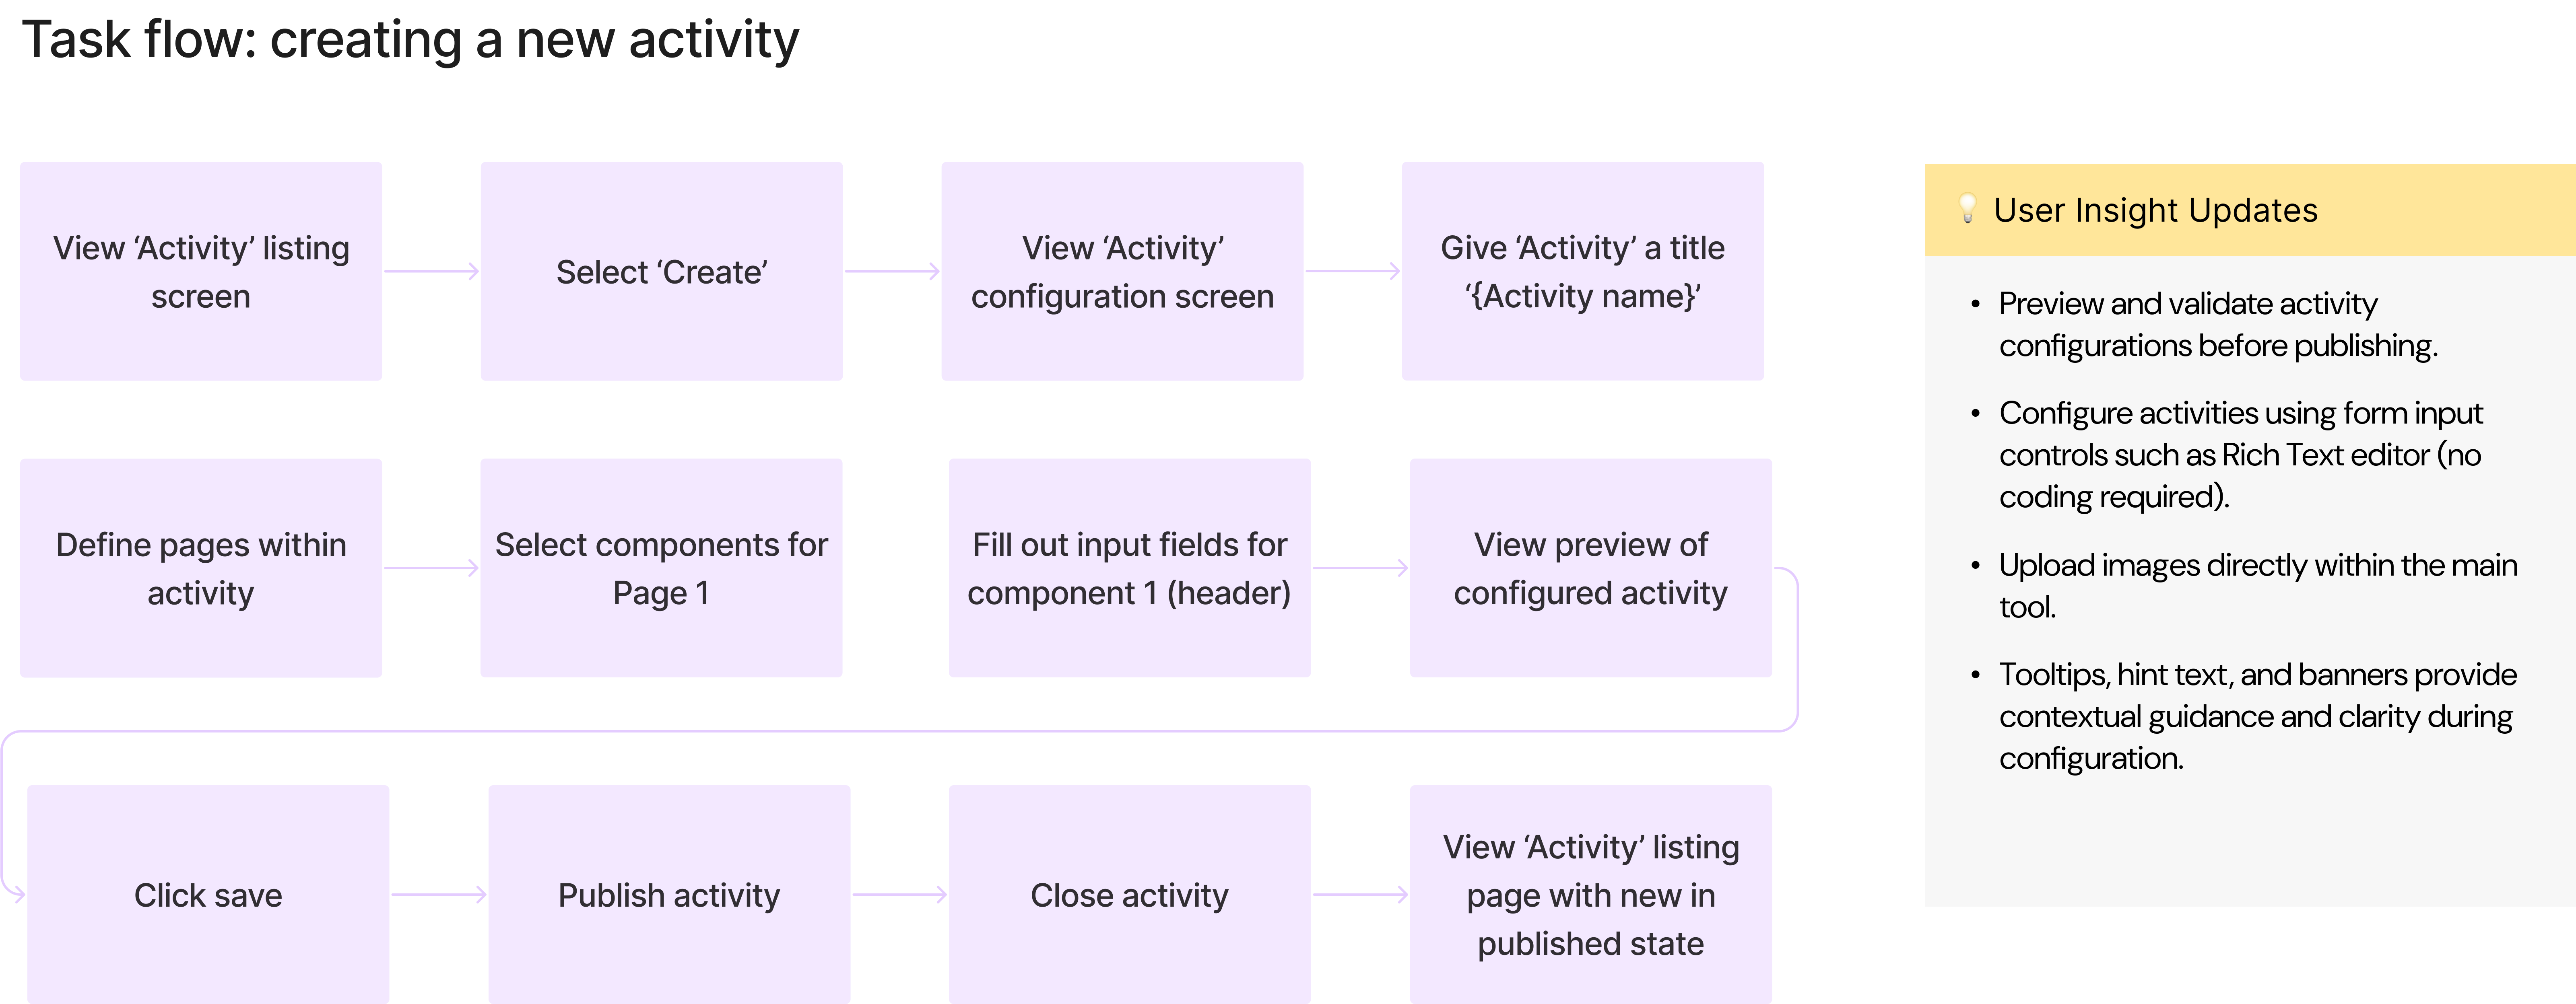 Task flow: creating a new activity
View ‘Activity’ listing
screen
Select ‘Create’
View ‘Activity’
configuration screen
Give ‘Activity’ a title
‘{Activity name}’
Define pages within
activity
Select components for
Page 1
Fill out input fields for
component 1 (header)
View preview of
configured activity
Click save
Publish activity
Close activity
View ‘Activity’ listing
page with new in
published state
💡 User Insight Updates
• Preview and validate activity
configurations before publishing.
• Configure activities using form input
controls such as Rich Text editor (no
coding required).
• Upload images directly within the main
tool.
• Tooltips, hint text, and banners provide
contextual guidance and clarity during
configuration.